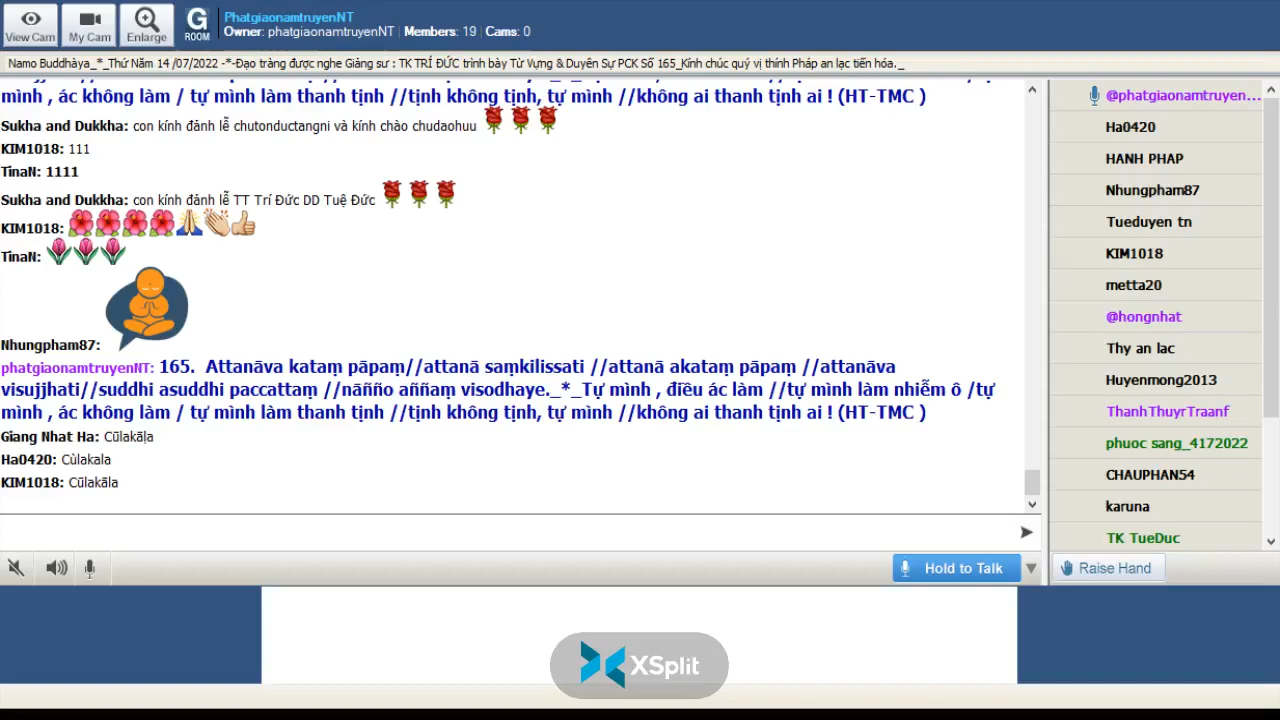 PhatgiaonamtruyenNT
Owner: phatgiaonamtruyenNT Members: 19 Cams: 0
View Cam
My Cam
Enlarge
G
ROOM
Namo Buddhàya_*_Thứ Năm 14 /07/2022 -*-Đạo tràng được nghe Giảng sư : TK TRÍ ĐỨC trình bày Từ Vựng & Duyên Sự PCK Số 165_Kính chúc quý vị thính Pháp an lạc tiến hóa._
mình , ác không làm / tự mình làm thanh tịnh //tịnh không tịnh, tự mình //không ai thanh tịnh ai ! (HT-TMC )
Sukha and Dukkha: con kính đảnh lễ chutonductangni và kính chào chudaohuu
KIM1018: 111
TinaN: 1111
Sukha and Dukkha: con kính đảnh lễ TT Trí Đức DD Tuệ Đức
KIM1018:
TinaN:
Nhungpham87:
phatgiaonamtruyenNT: 165. Attanāva kataṃ pāpaṃ//attanā saṃkilissati //attanā akataṃ pāpaṃ //attanāva
visujjhati//suddhi asuddhi paccattaṃ //nāñño aññaṃ visodhaye._*_Tự mình , điều ác làm //tự mình làm nhiễm ô /tự
mình , ác không làm / tự mình làm thanh tịnh //tịnh không tịnh, tự mình //không ai thanh tịnh ai ! (HT-TMC )
Giang Nhat Ha: Cūlakāḷa
Ha0420: Cùlakala
KIM1018: Cūlakāla
@phatgiaonamtruyen...
Ha0420
HANH PHAP
Nhungpham87
Tueduyen tn
KIM1018
metta20
@hongnhat
Thy an lac
Huyenmong2013
ThanhThuyrTraanf
phuoc sang_4172022
CHAUPHAN54
karuna
TK TueDuc
Hold to Talk
Raise Hand
XSplit